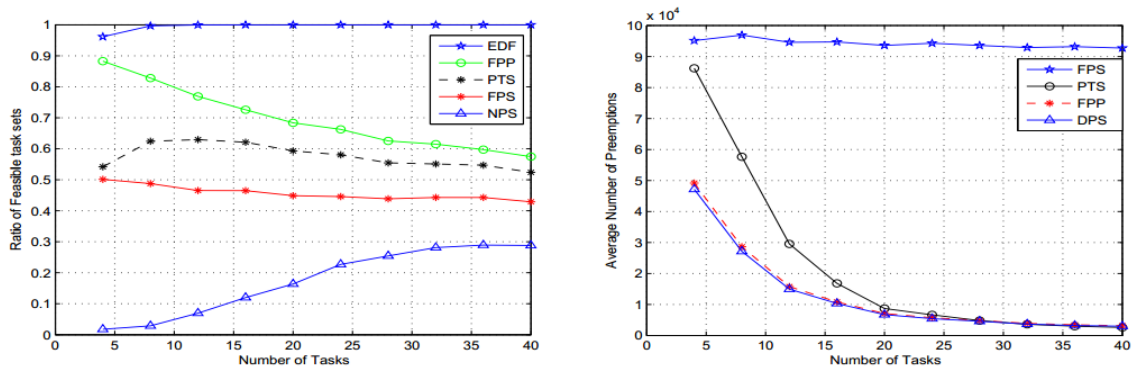 Ratio of Feasible task sets
1
0.9
0.8
0.7
0.6
0.5
0.4
0.3
0.2
0.1
0
0 5 10 15 20 25 30 35 40
Number of Tasks
EDF
FPP
PTS
FPS
NPS
x 10⁴
Average Number of Preemptions
10
9
8
7
6
5
4
3
2
1
0
0 5 10 15 20 25 30 35 40
Number of Tasks
FPS
PTS
FPP
DPS